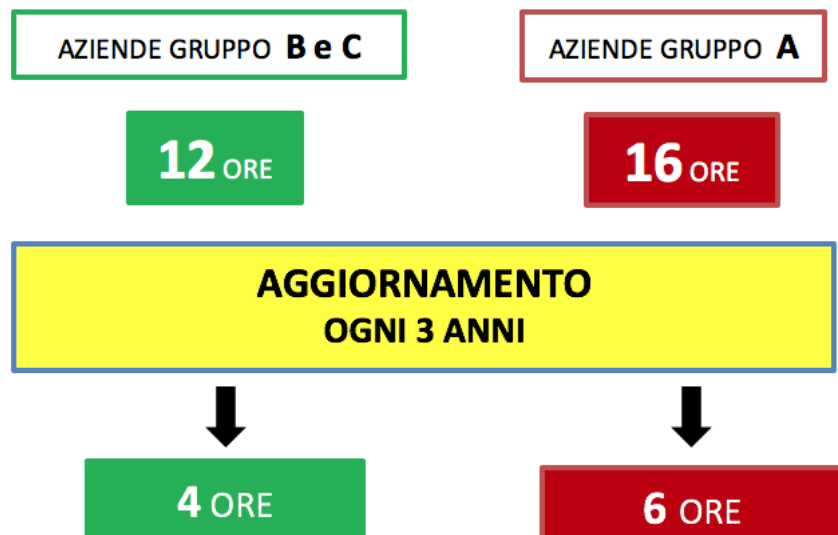 AZIENDE GRUPPO B e C
AZIENDE GRUPPO A
12 ORE
16 ORE
AGGIORNAMENTO
OGNI 3 ANNI
4 ORE
6 ORE